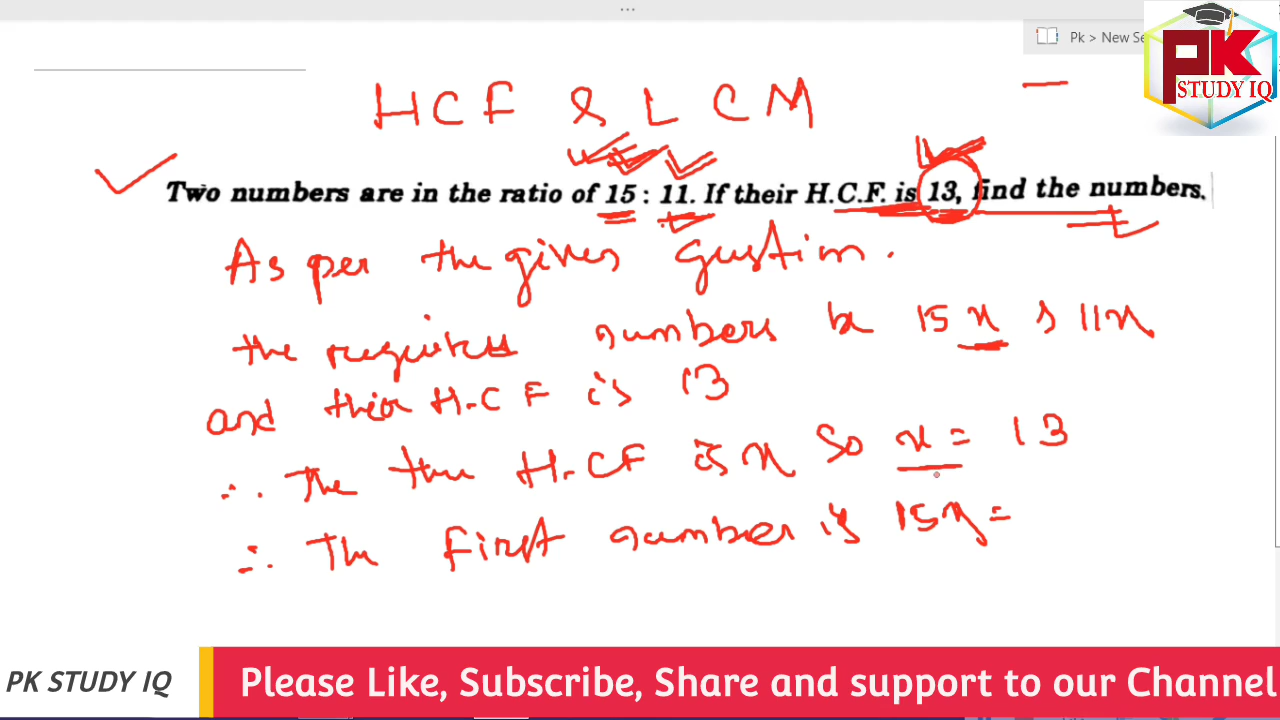 Pk > New Se
PK
STUDY IQ
HCF & LCM
Two numbers are in the ratio of 15 : 11. If their H.C.F. is 13, find the numbers.
As per the given qustion.
the required numbers be 15x & 11x
and thier H.C F is 13
∴ The the H.CF is x So x = 13
∴ The first number is 15x =
PK STUDY IQ
Please Like, Subscribe, Share and support to our Channel